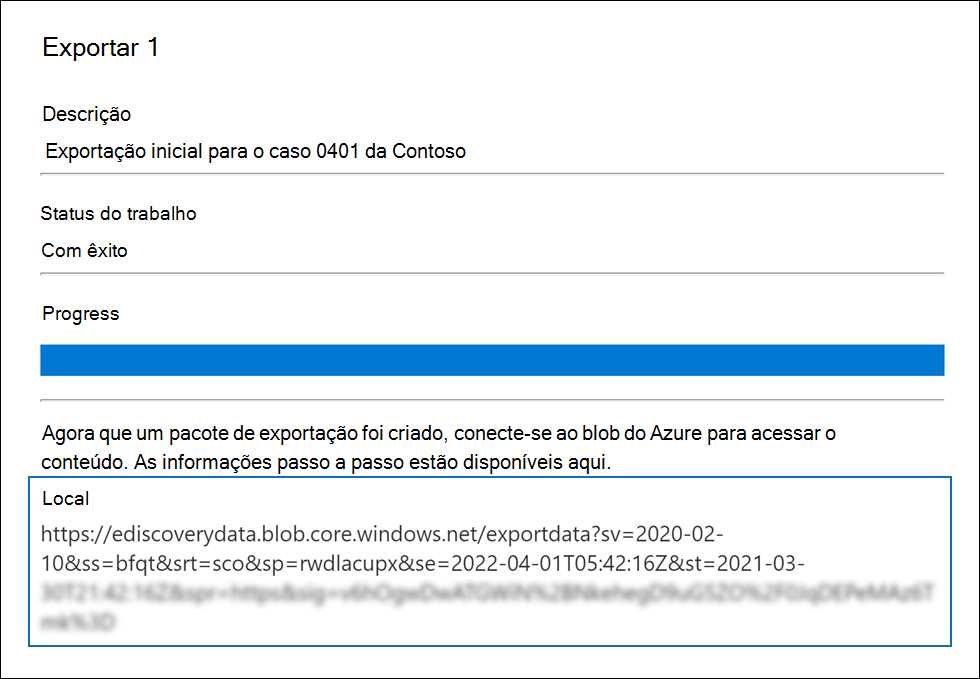 Exportar 1
Descrição
Exportação inicial para o caso 0401 da Contoso
Status do trabalho
Com êxito
Progress
Agora que um pacote de exportação foi criado, conecte-se ao blob do Azure para acessar o
conteúdo. As informações passo a passo estão disponíveis aqui.
Local
https://ediscoverydata.blob.core.windows.net/exportdata?sv=2020-02-
10&ss=bfqt&srt=sco&sp=rwdlacupx&se=2022-04-01T05:42:16Z&st=2021-03-